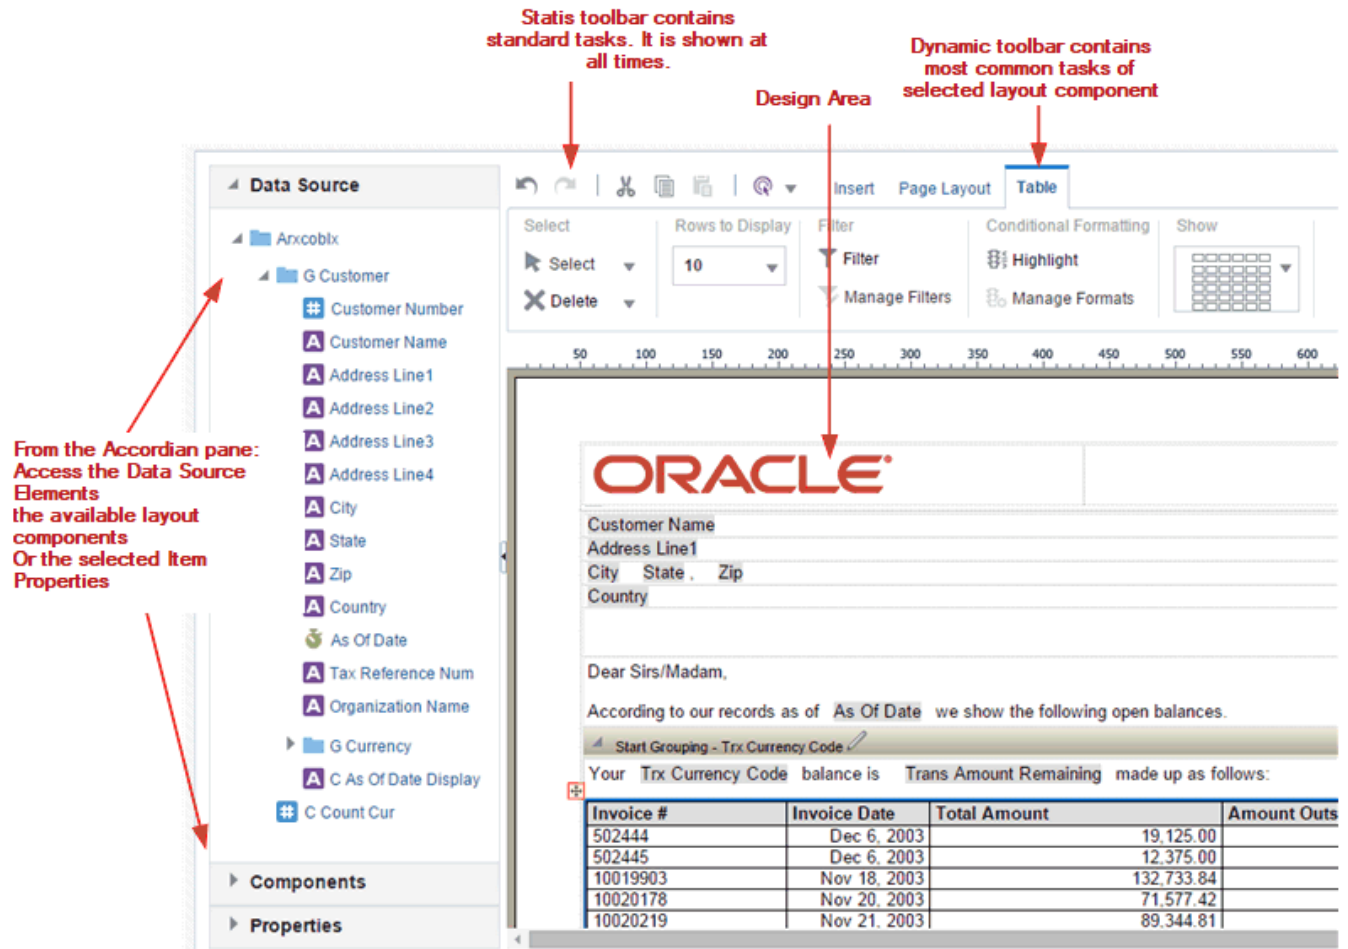 Statis toolbar contains
standard tasks. It is shown at
all times.
Dynamic toolbar contains
most common tasks of
selected layout component
Design Area
Data Source
Insert Page Layout Table
Select Rows to Display Filter Conditional Formatting Show
Select 10 Filter Highlight
Delete Manage Filters Manage Formats
50 100 150 200 250 300 350 400 450 500 550 600
Arxcoblx
G Customer
# Customer Number
A Customer Name
A Address Line1
A Address Line2
A Address Line3
A Address Line4
A City
A State
A Zip
A Country
As Of Date
A Tax Reference Num
A Organization Name
G Currency
A C As Of Date Display
# C Count Cur
Components
Properties
From the Accordian pane:
Access the Data Source
Elements
the available layout
components
Or the selected Item
Properties
ORACLE
Customer Name
Address Line1
City State , Zip
Country
Dear Sirs/Madam,
According to our records as of As Of Date we show the following open balances.
Start Grouping - Trx Currency Code
Your Trx Currency Code balance is Trans Amount Remaining made up as follows:
Invoice # Invoice Date Total Amount Amount Outs
502444 Dec 6, 2003 19,125.00
502445 Dec 6, 2003 12,375.00
10019903 Nov 18, 2003 132,733.84
10020178 Nov 20, 2003 71,577.42
10020219 Nov 21, 2003 89,344.81